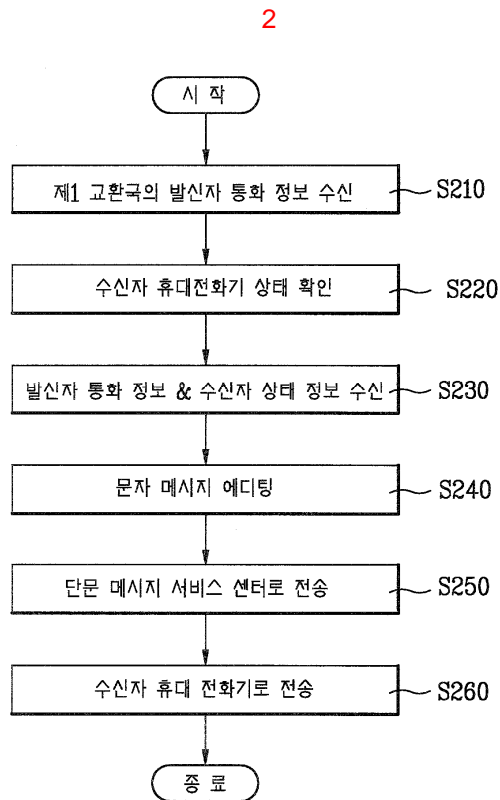 2
시 작
제1 교환국의 발신자 통화 정보 수신
S210
수신자 휴대전화기 상태 확인
S220
발신자 통화 정보 & 수신자 상태 정보 수신
S230
문자 메시지 에디팅
S240
단문 메시지 서비스 센터로 전송
S250
수신자 휴대 전화기로 전송
S260
종 료